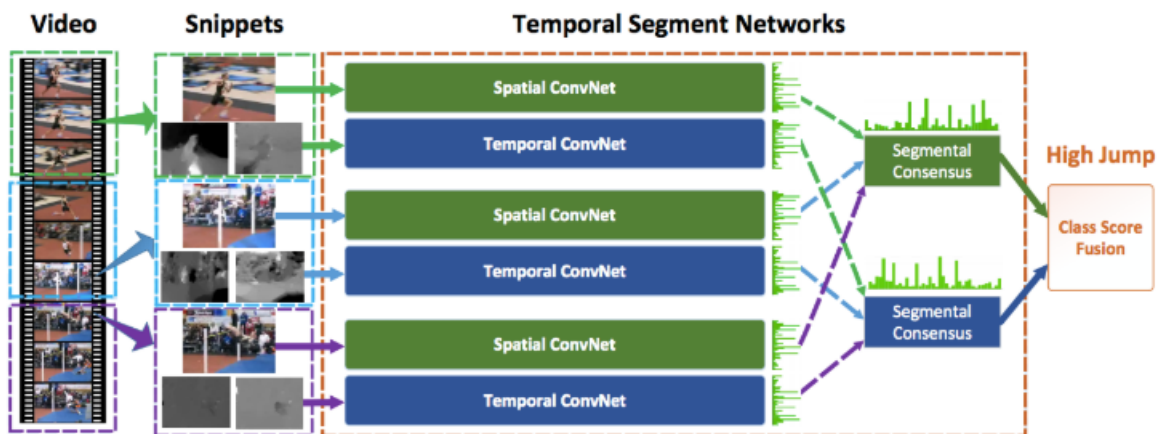 Video
Snippets
Temporal Segment Networks
Spatial ConvNet
Temporal ConvNet
Segmental
Consensus
High Jump
Spatial ConvNet
Class Score
Fusion
Temporal ConvNet
Segmental
Consensus
Spatial ConvNet
Temporal ConvNet